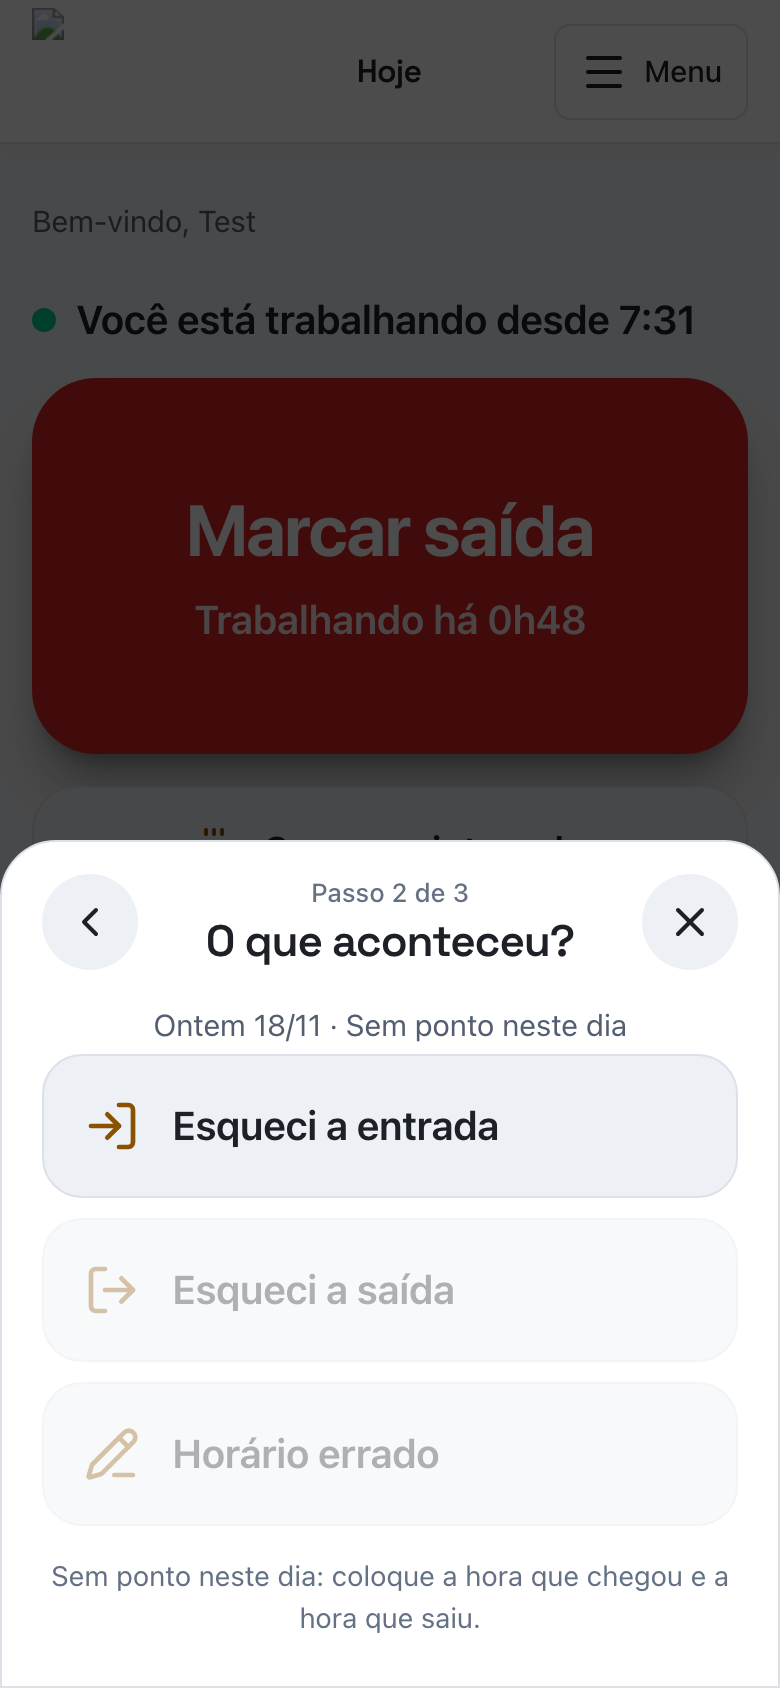 Hoje
Menu
Bem-vindo, Test
Você está trabalhando desde 7:31
Marcar saída
Trabalhando há 0h48
Passo 2 de 3
O que aconteceu?
Ontem 18/11 · Sem ponto neste dia
Esqueci a entrada
Esqueci a saída
Horário errado
Sem ponto neste dia: coloque a hora que chegou e a
hora que saiu.